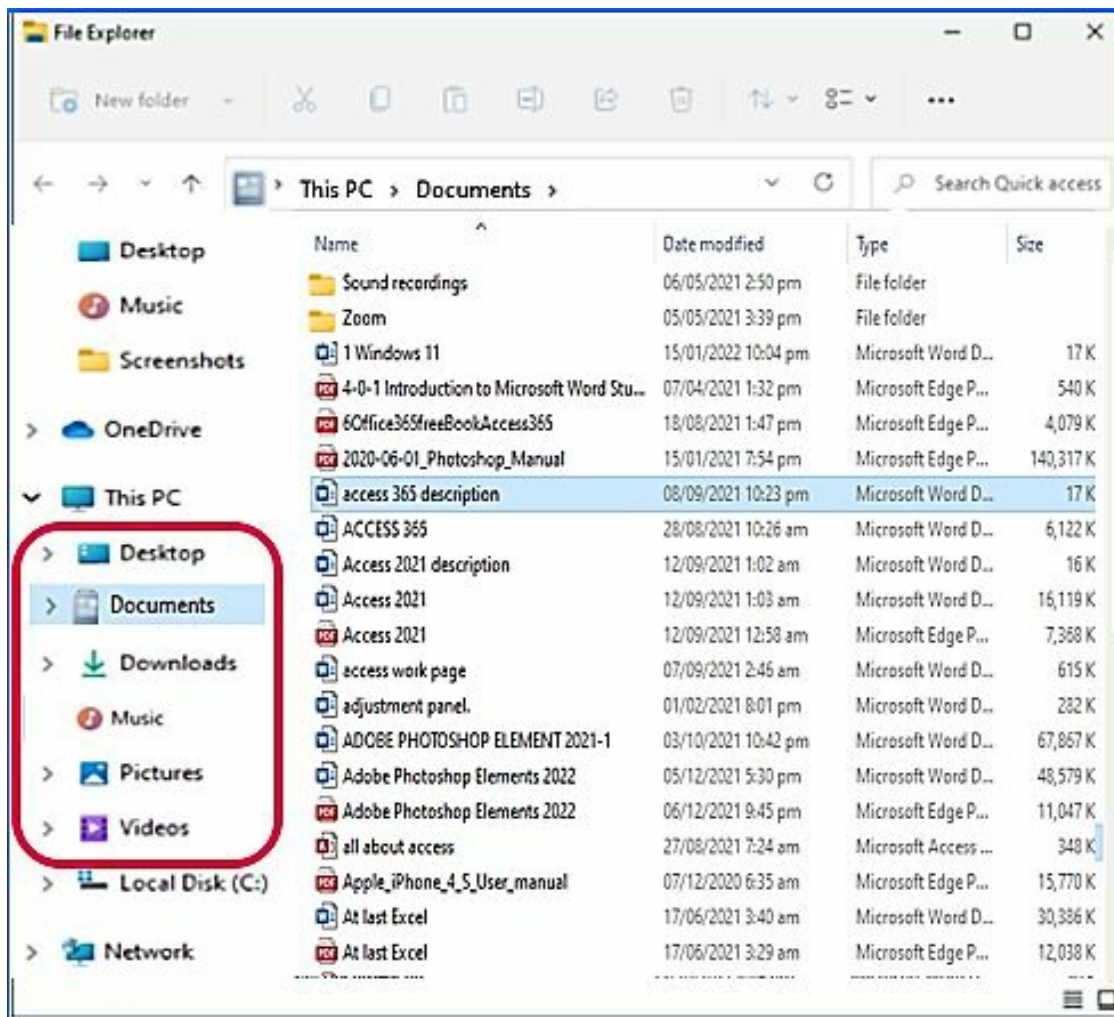 File Explorer
New folder
This PC > Documents >
Search Quick access
Desktop
Music
Screenshots
OneDrive
This PC
Desktop
Documents
Downloads
Music
Pictures
Videos
Local Disk (C:)
Network
Name Date modified Type Size
Sound recordings 06/05/2021 2:50 pm File folder
Zoom 05/05/2021 3:39 pm File folder
1 Windows 11 15/01/2022 10:04 pm Microsoft Word D... 17 K
4-0-1 Introduction to Microsoft Word Stu... 07/04/2021 1:32 pm Microsoft Edge P... 540 K
6Office365freeBookAccess365 18/08/2021 1:47 pm Microsoft Edge P... 4,079 K
2020-06-01_Photoshop_Manual 15/01/2021 7:54 pm Microsoft Edge P... 140,317 K
access 365 description 08/09/2021 10:23 pm Microsoft Word D... 17 K
ACCESS 365 28/08/2021 10:26 am Microsoft Word D... 6,122 K
Access 2021 description 12/09/2021 1:02 am Microsoft Word D... 16 K
Access 2021 12/09/2021 1:03 am Microsoft Word D... 16,119 K
Access 2021 12/09/2021 12:58 am Microsoft Edge P... 7,368 K
access work page 07/09/2021 2:46 am Microsoft Word D... 615 K
adjustment panel. 01/02/2021 8:01 pm Microsoft Word D... 282 K
ADOBE PHOTOSHOP ELEMENT 2021-1 03/10/2021 10:42 pm Microsoft Word D... 67,867 K
Adobe Photoshop Elements 2022 05/12/2021 5:30 pm Microsoft Word D... 48,579 K
Adobe Photoshop Elements 2022 06/12/2021 9:45 pm Microsoft Edge P... 11,047 K
all about access 27/08/2021 7:24 am Microsoft Access ... 348 K
Apple_iPhone_4_S_User_manual 07/12/2020 6:35 am Microsoft Edge P... 15,770 K
At last Excel 17/06/2021 3:40 am Microsoft Word D... 30,386 K
At last Excel 17/06/2021 3:29 am Microsoft Edge P... 12,038 K